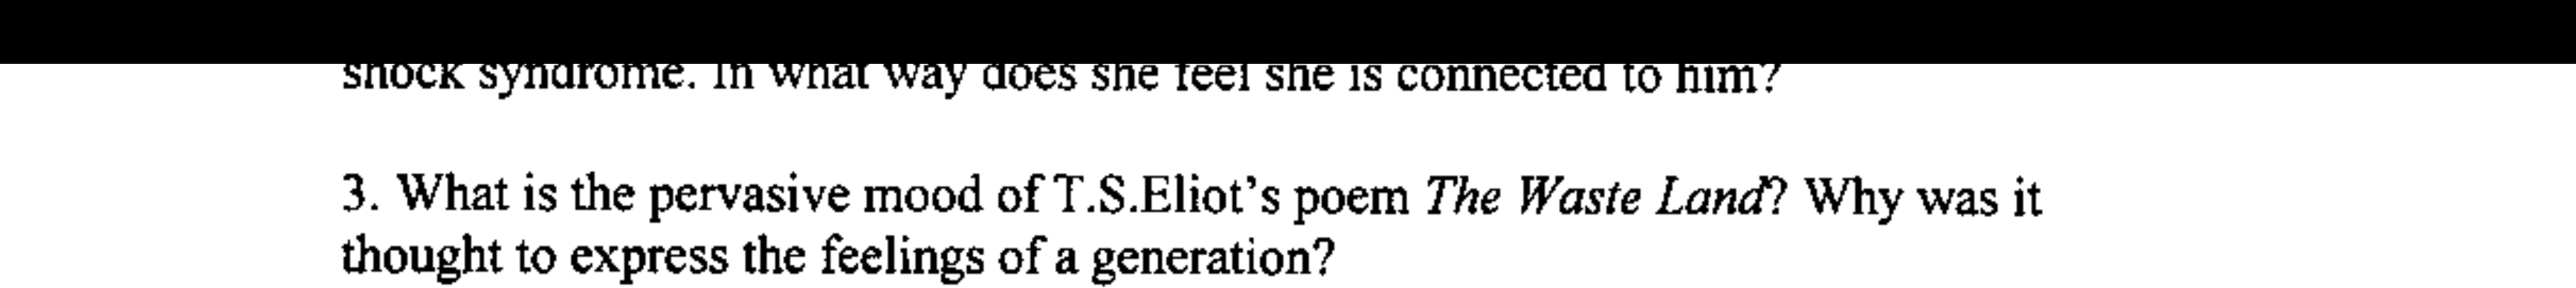 shock syndrome. In what way does she feel she is connected to him?
3. What is the pervasive mood of T.S.Eliot's poem The Waste Land? Why was it
thought to express the feelings of a generation?